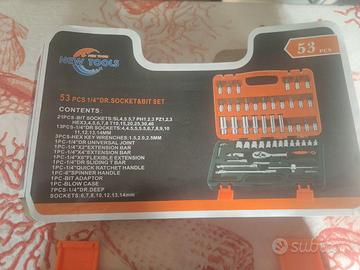 NEW TOOLS
53 PCS
53 PCS 1/4"DR.SOCKET&BIT SET
CONTENTS:
21PCS-BIT SOCKETS:SL4,5.5,7 PH1,2,3 PZ1,2,3
HEX3,4,5,6,7,8 T10,15,20,25,30,40
13PCS-1/4"DR SOCKETS:4,4.5,5,5.5,6,7,8,9,10
11,12,13,14MM
3PCS-HEX KEY WRENCHES:1.5,2,2.5MM
1PC-1/4"DR UNIVERSAL JOINT
1PC-1/4"X2"EXTENSION BAR
1PC-1/4"X4"EXTENSION BAR
1PC-1/4"X6"FLEXIBLE EXTENSION
1PC-1/4"DR SLIDING T BAR
1PC-1/4"QUICK RATCHET HANDLE
1PC-6"SPINNER HANDLE
1PC-BIT ADAPTOR
1PC-BLOW CASE
7PCS-1/4"DR.DEEP
SOCKETS:6,7,8,10,12,13,14mm
subito